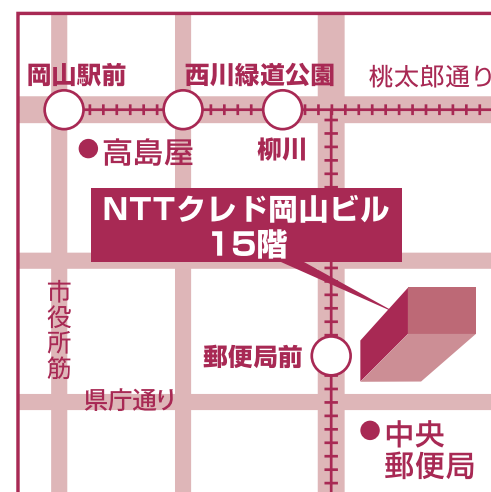 岡山駅前
西川緑道公園
桃太郎通り
高島屋
柳川
NTTクレド岡山ビル
15階
市役所筋
郵便局前
県庁通り
中央
郵便局